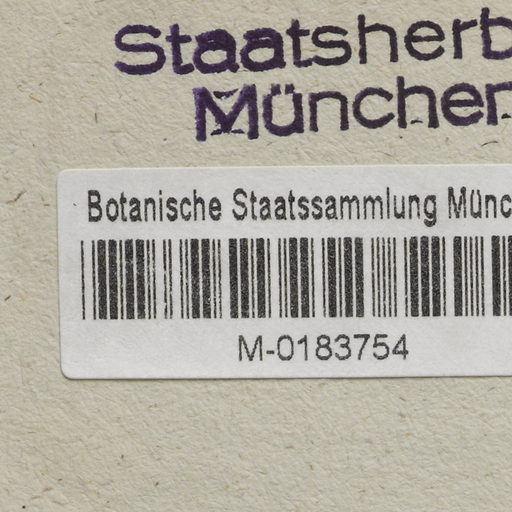 Staatsherb
München
Botanische Staatssammlung Münc
M-0183754